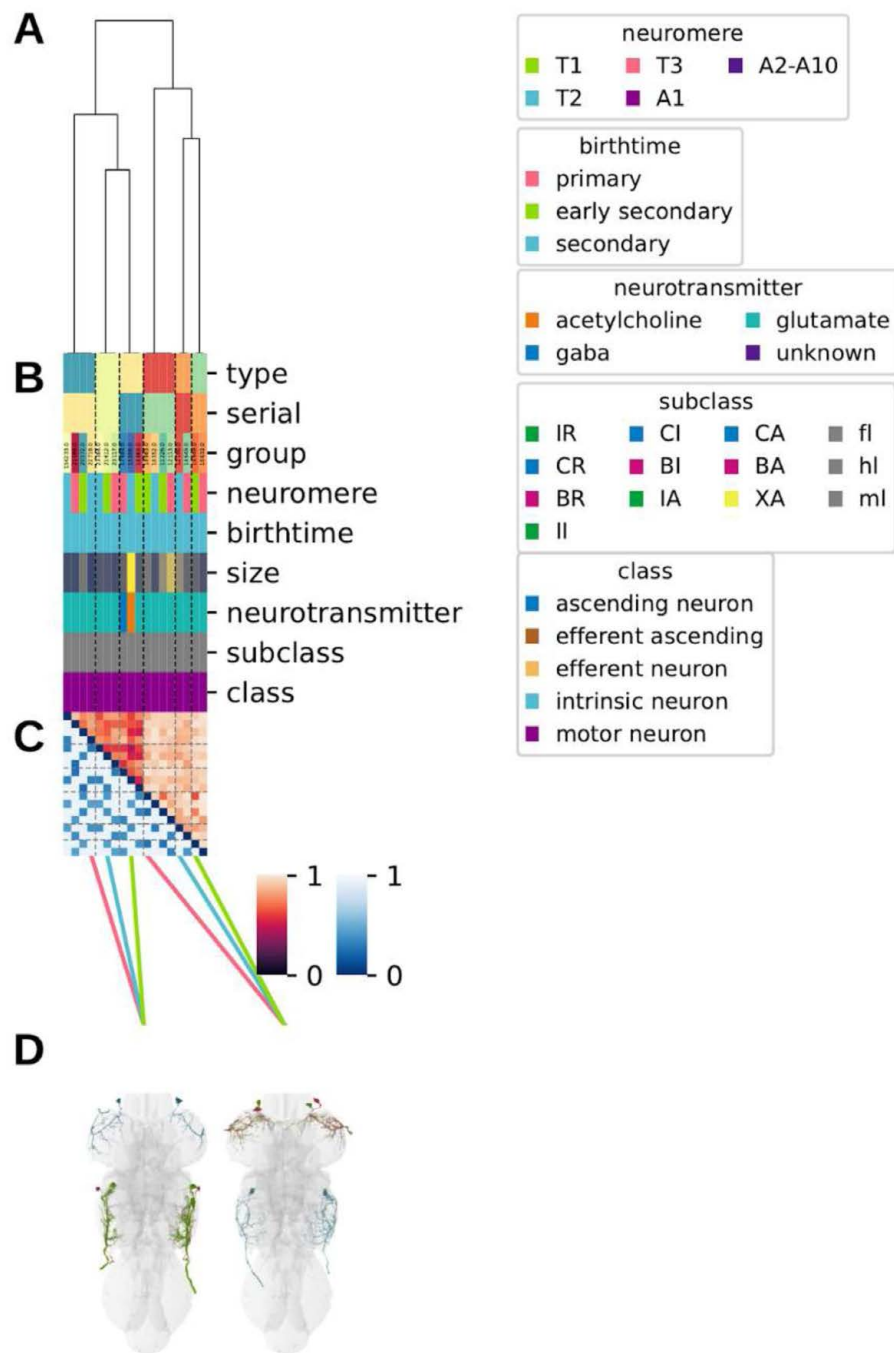 A
neuromere
T1 T3 A2-A10
T2 A1
birthtime
primary
early secondary
secondary
neurotransmitter
acetylcholine glutamate
gaba unknown
subclass
IR CI CA fl
CR BI BA hl
BR IA XA ml
II
class
ascending neuron
efferent ascending
efferent neuron
intrinsic neuron
motor neuron
B
type
serial
group
neuromere
birthtime
size
neurotransmitter
subclass
class
C
1 1
0 0
D